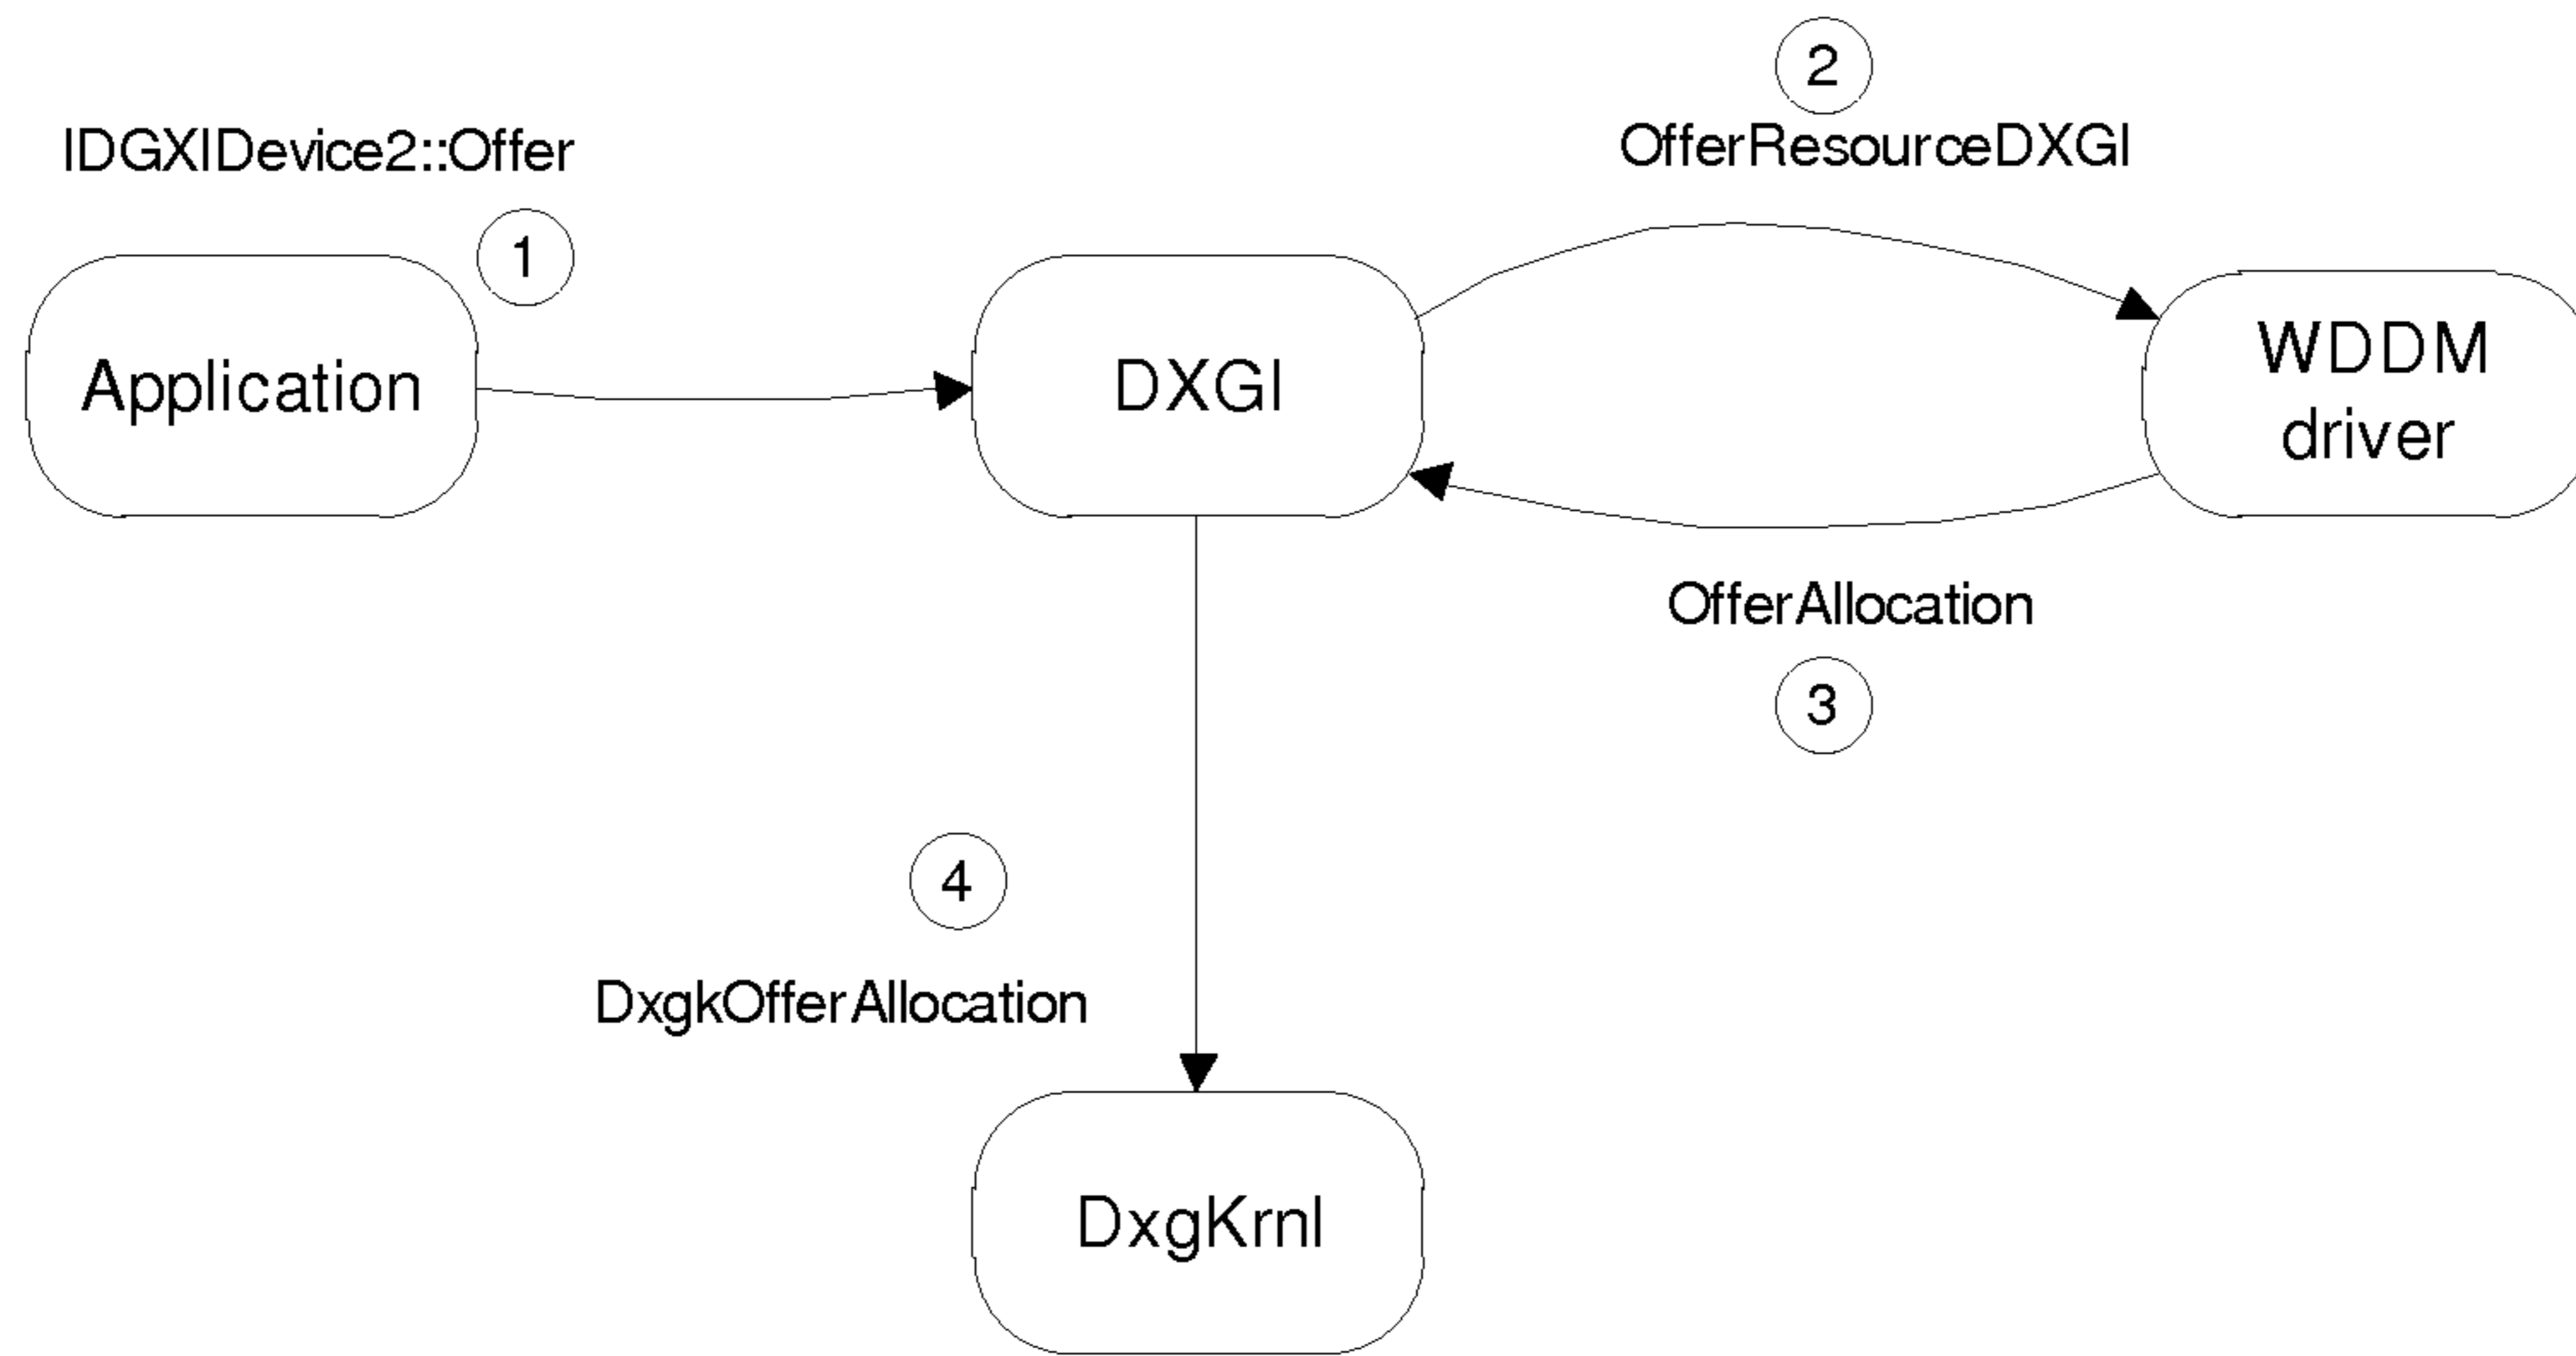 2
IDGXIDevice2::Offer
OfferResourceDXGI
1
Application
DXGI
WDDM
driver
OfferAllocation
3
4
DxgkOfferAllocation
DxgKrnl